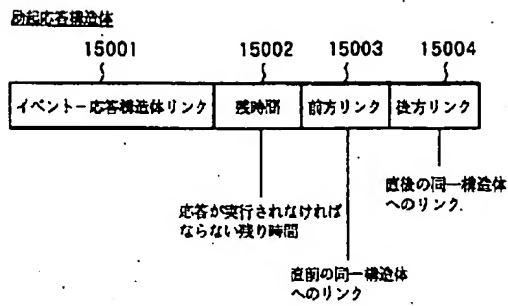 励起応答構造体
15001 15002 15003 15004
イベントー応答構造体リンク 残時間 前方リンク 後方リンク
直後の同一構造体
へのリンク
応答が実行されなければ
ならない残り時間
直前の同一構造体
へのリンク